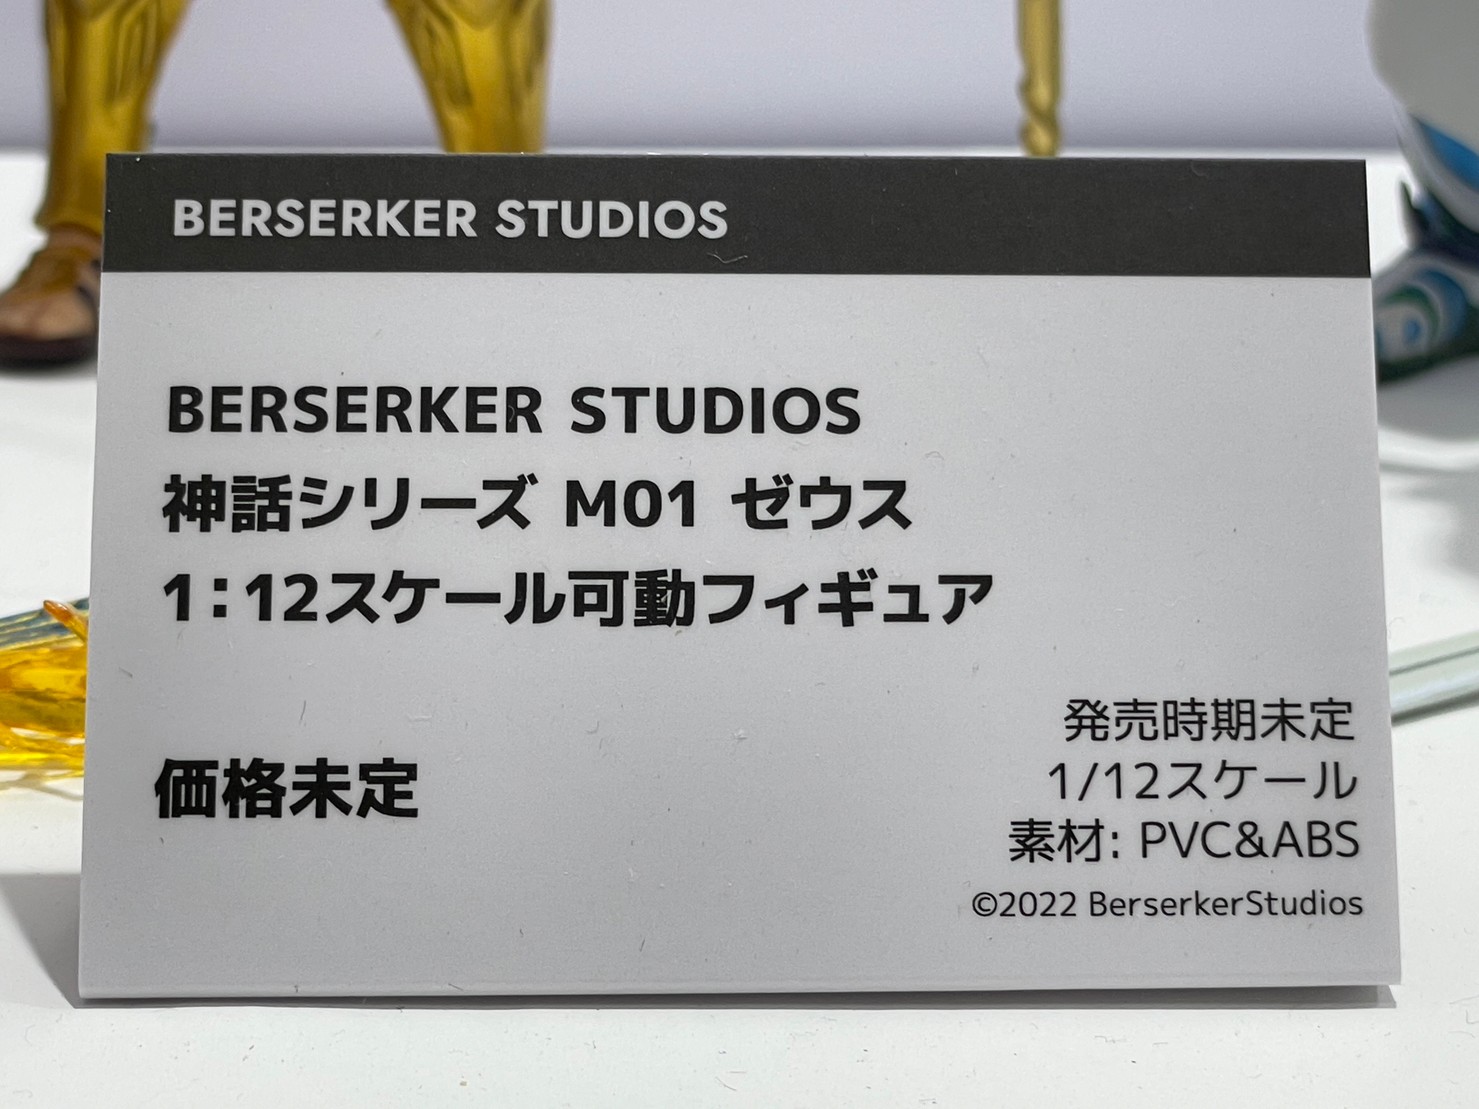 BERSERKER STUDIOS
BERSERKER STUDIOS
神話シリーズ M01 ゼウス
1:12スケール可動フィギュア
価格未定
発売時期未定
1/12スケール
素材: PVC&ABS
©2022 BerserkerStudios